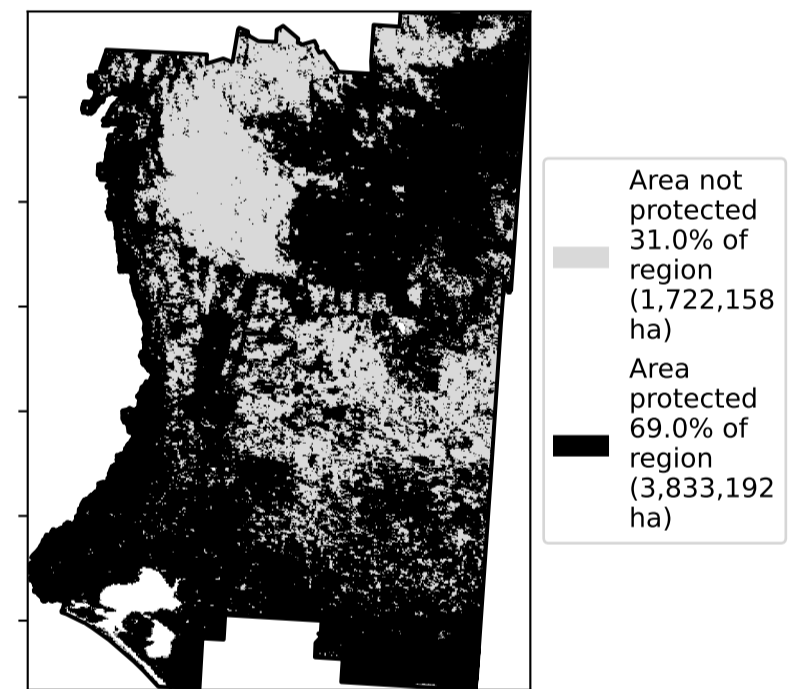 Area not
protected
31.0% of
region
(1,722,158
ha)
Area
protected
69.0% of
region
(3,833,192
ha)